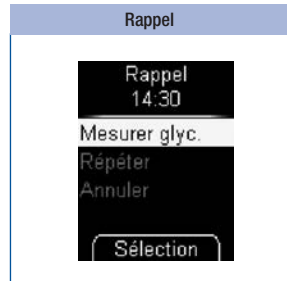 Rappel
Rappel
14:30
Mesurer glyc.
Répéter
Annuler
Sélection